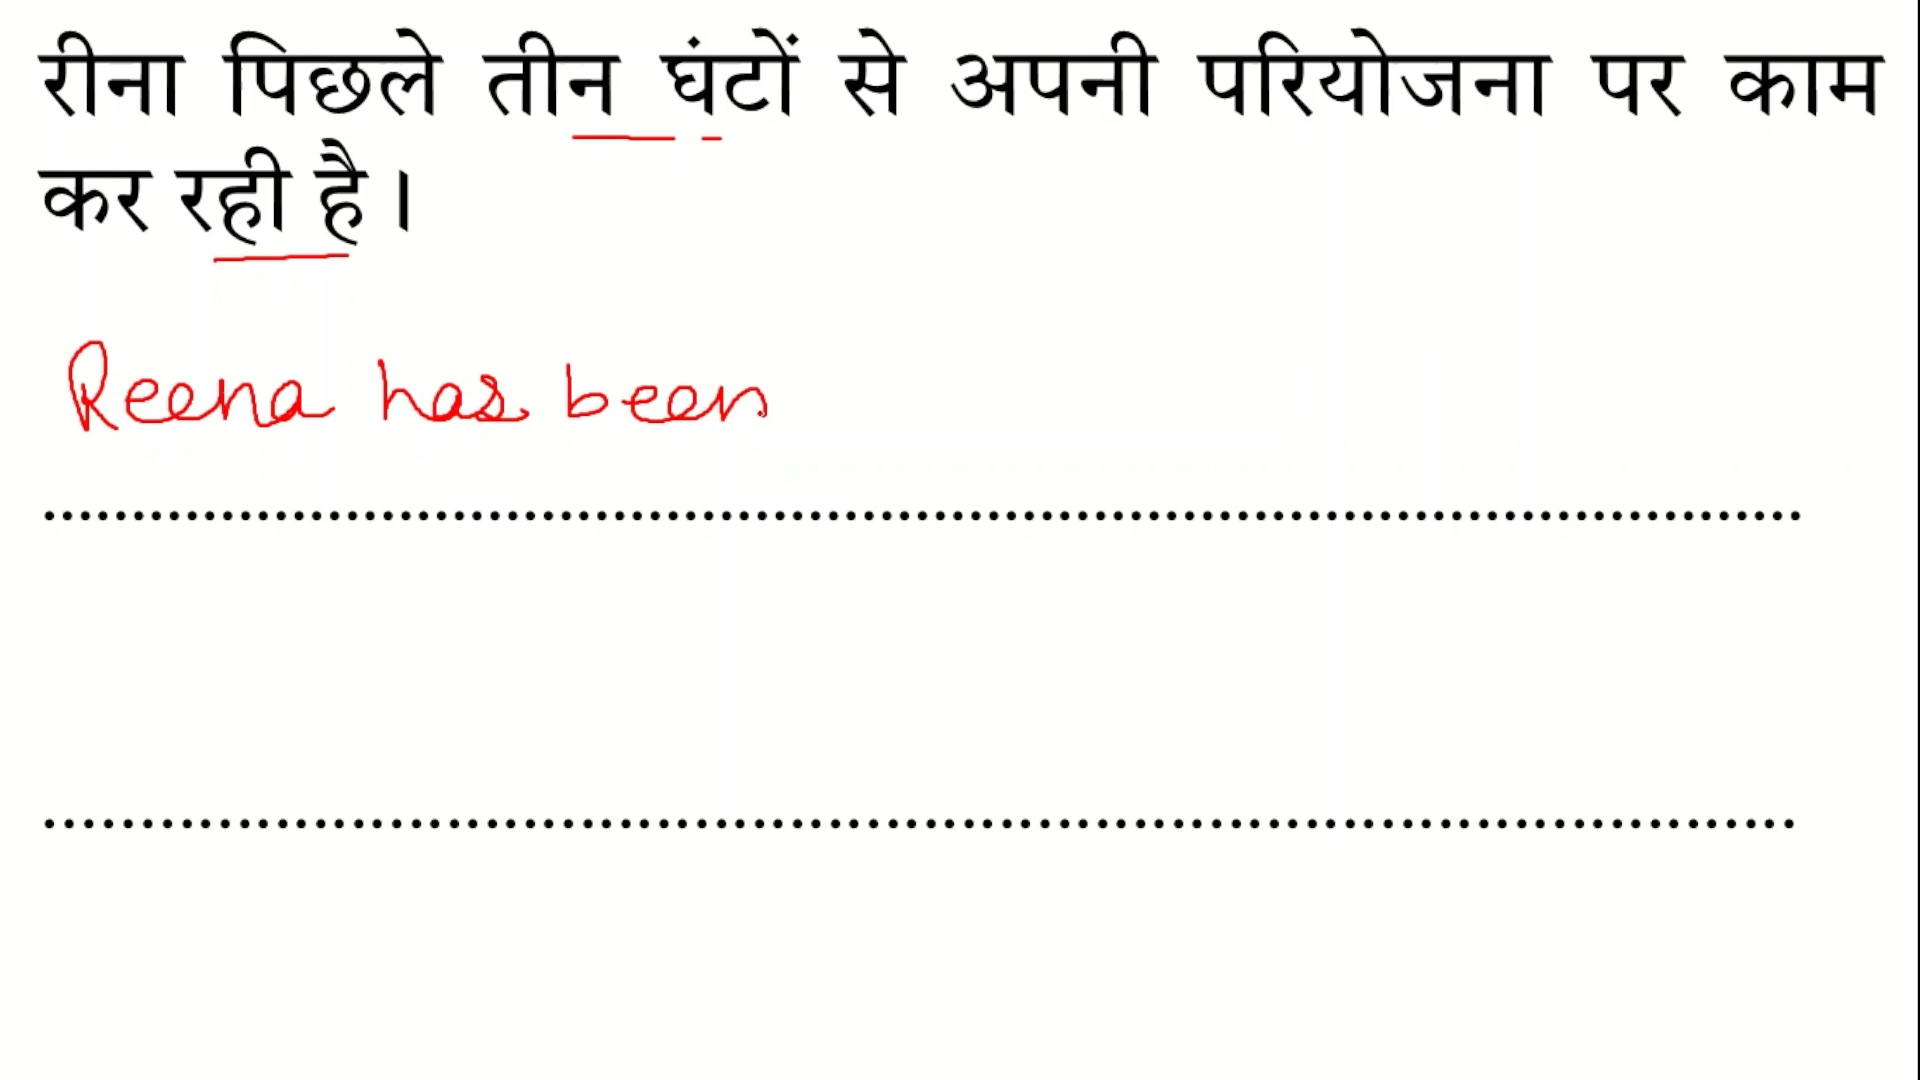 रीना पिछले तीन घंटों से अपनी परियोजना पर काम
कर रही है।
Reena has been